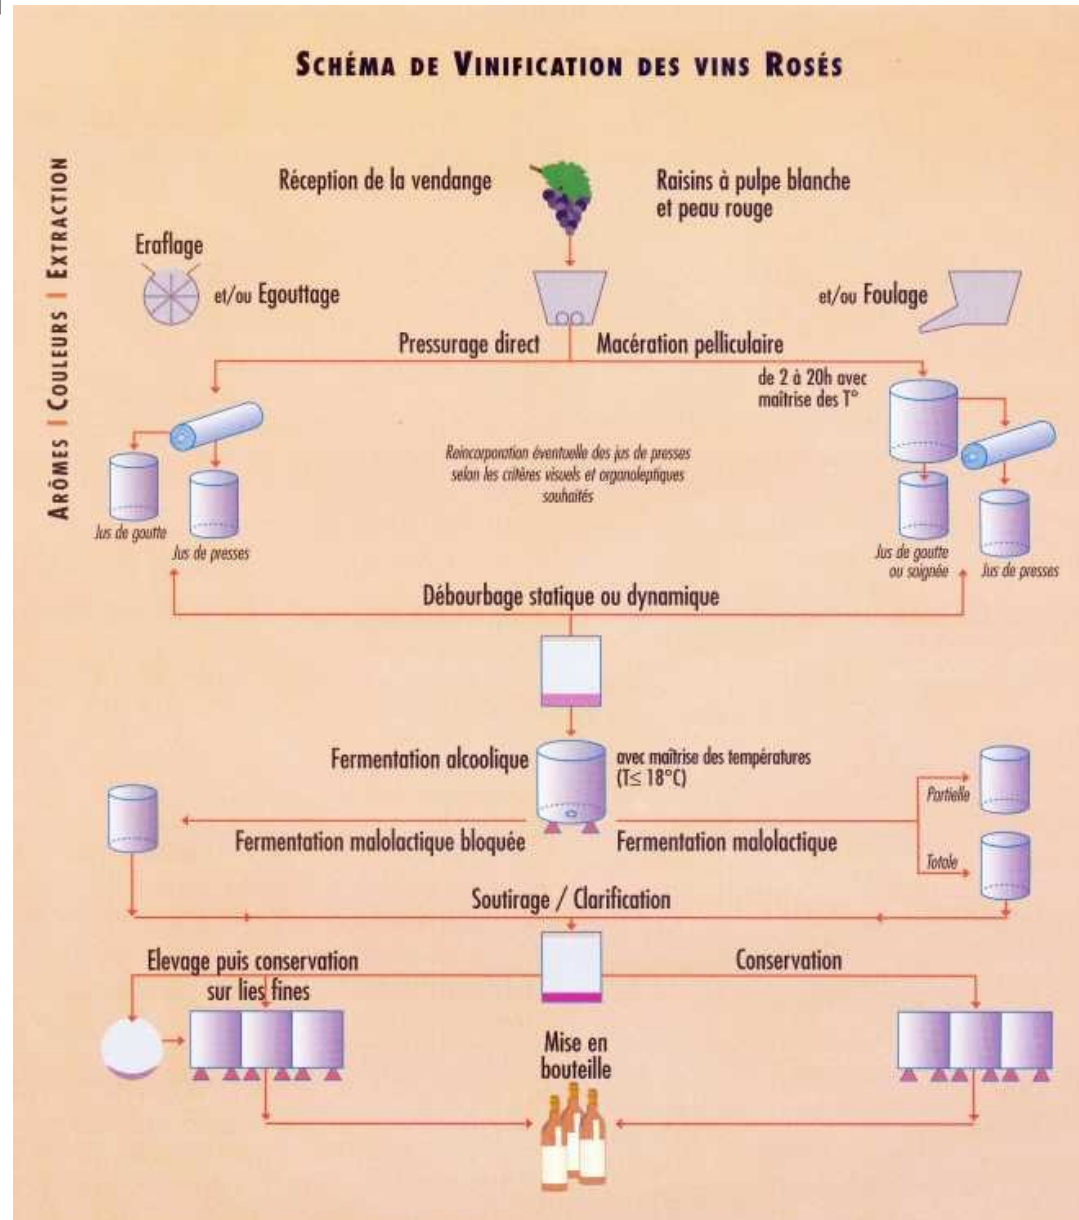 SCHÉMA DE VINIFICATION DES VINS ROSÉS
ARÔMES | COULEURS | EXTRACTION
Réception de la vendange
Raisins à pulpe blanche
et peau rouge
Eraflage
et/ou Egouttage
et/ou Foulage
Pressurage direct
Macération pelliculaire
de 2 à 20h avec
maîtrise des T°
Reincorporation éventuelle des jus de presses
selon les critères visuels et organoleptiques
souhaités
Jus de goutte
Jus de presses
Jus de goutte
ou saignée
Jus de presses
Débourbage statique ou dynamique
Fermentation alcoolique
avec maîtrise des températures
(T≤ 18°C)
Partielle
Fermentation malolactique bloquée
Fermentation malolactique
Totale
Soutirage / Clarification
Elevage puis conservation
sur lies fines
Conservation
Mise en
bouteille